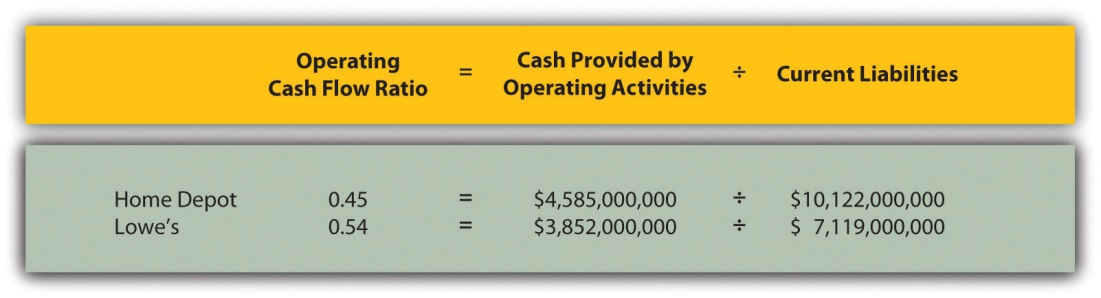 Operating Cash Flow Ratio = Cash Provided by Operating Activities ÷ Current Liabilities
Home Depot 0.45 = $4,585,000,000 ÷ $10,122,000,000
Lowe's 0.54 = $3,852,000,000 ÷ $ 7,119,000,000